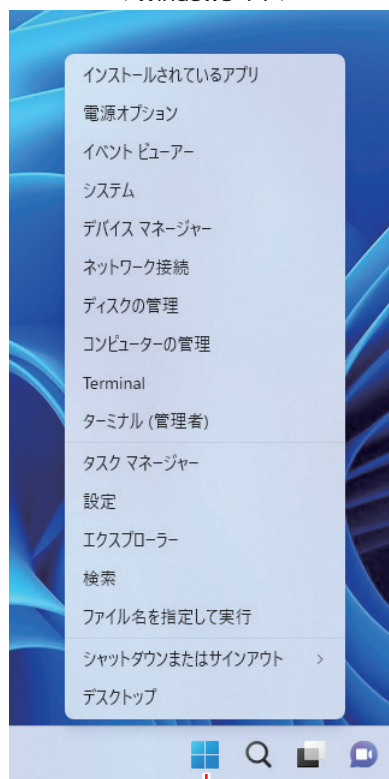 インストールされているアプリ
電源オプション
イベント ビューアー
システム
デバイス マネージャー
ネットワーク接続
ディスクの管理
コンピューターの管理
Terminal
ターミナル (管理者)
タスク マネージャー
設定
エクスプローラー
検索
ファイル名を指定して実行
シャットダウンまたはサインアウト
デスクトップ